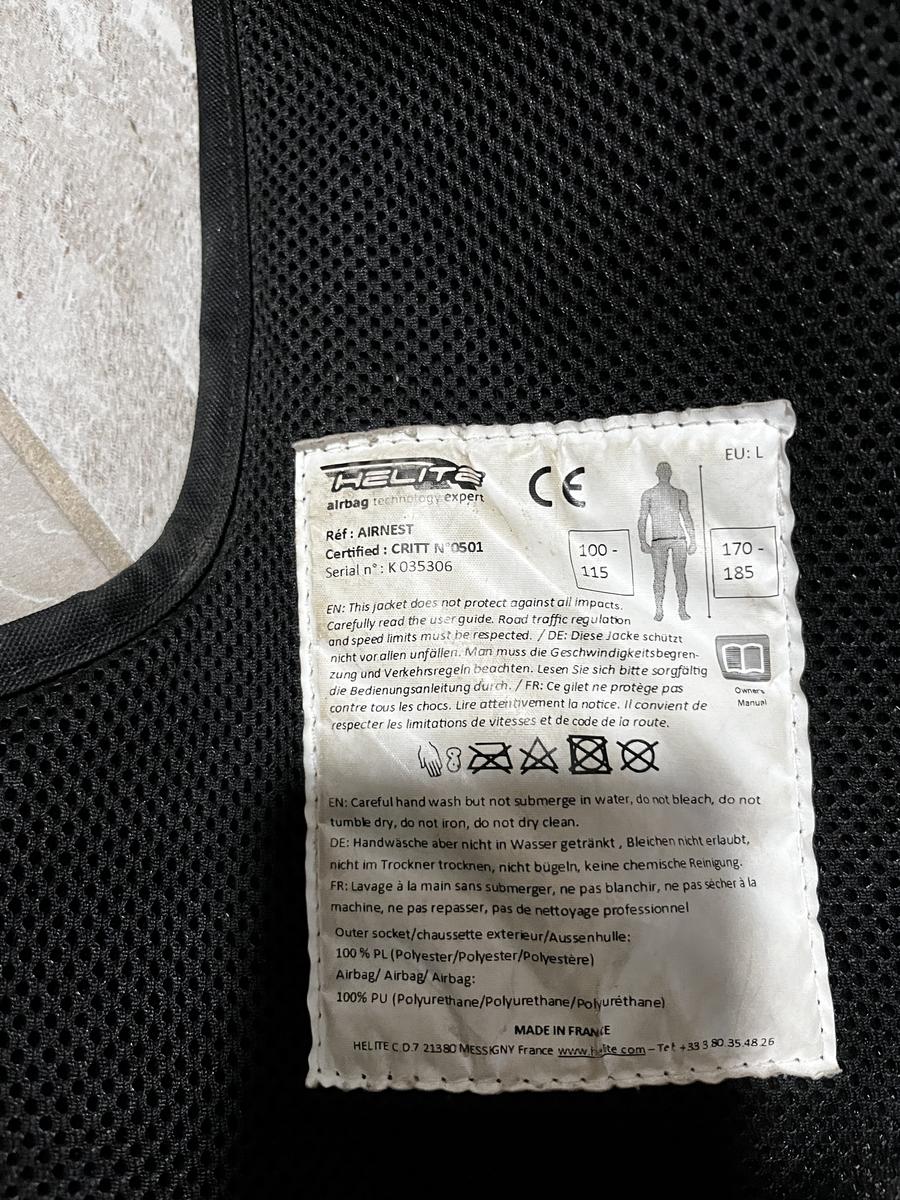 HELITE
EU: L
airbag technology expert
CE
Réf : AIRNEST
Certified : CRITT N°0501
Serial n° : K 035306
100 -
115
170 -
185
EN: This jacket does not protect against all impacts.
Carefully read the user guide. Road traffic regulation
and speed limits must be respected. / DE: Diese Jacke schützt
nicht vor allen unfällen. Man muss die Geschwindigkeitsbegren-
zung und Verkehrsregeln beachten. Lesen Sie sich bitte sorgfältig
die Bedienungsanleitung durch. / FR: Ce gilet ne protège pas
contre tous les chocs. Lire attentivement la notice. Il convient de
respecter les limitations de vitesses et de code de la route.
Owner's
Manual
EN: Careful hand wash but not submerge in water, do not bleach, do not
tumble dry, do not iron, do not dry clean.
DE: Handwäsche aber nicht in Wasser getränkt , Bleichen nicht erlaubt,
nicht im Trockner trocknen, nicht bügeln, keine chemische Reinigung.
FR: Lavage à la main sans submerger, ne pas blanchir, ne pas sécher à la
machine, ne pas repasser, pas de nettoyage professionnel
Outer socket/chaussette exterieur/Aussenhulle:
100 % PL (Polyester/Polyester/Polyestère)
Airbag/ Airbag/ Airbag:
100% PU (Polyurethane/Polyurethane/Polyuréthane)
MADE IN FRANCE
HELITE C.D.7 21380 MESSIGNY France www.helite com – Tel +33 3 80.35.48 26